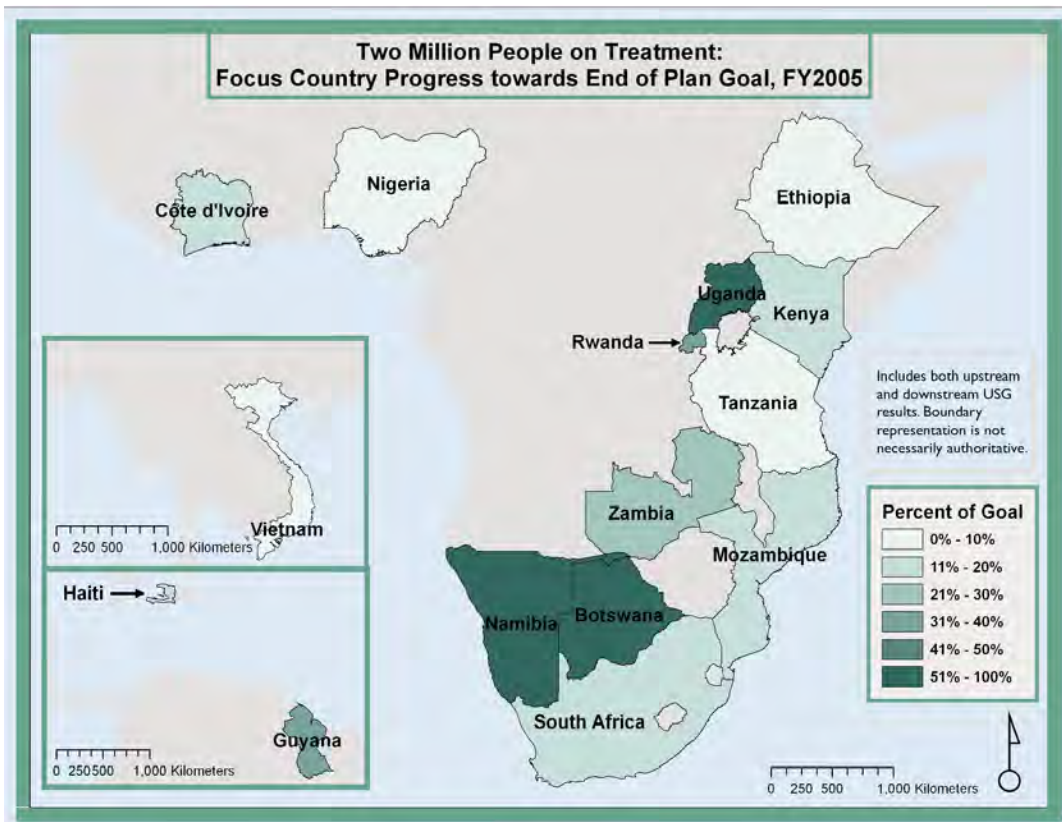 Two Million People on Treatment:
Focus Country Progress towards End of Plan Goal, FY2005
Côte d'Ivoire
Nigeria
Ethiopia
Uganda
Kenya
Rwanda
Tanzania
Includes both upstream
and downstream USG
results. Boundary
representation is not
necessarily authoritative.
Zambia
Mozambique
Namibia
Botswana
South Africa
Vietnam
0 250 500 1,000 Kilometers
Haiti
Guyana
0 250 500 1,000 Kilometers
Percent of Goal
0% - 10%
11% - 20%
21% - 30%
31% - 40%
41% - 50%
51% - 100%
0 250 500 1,000 Kilometers